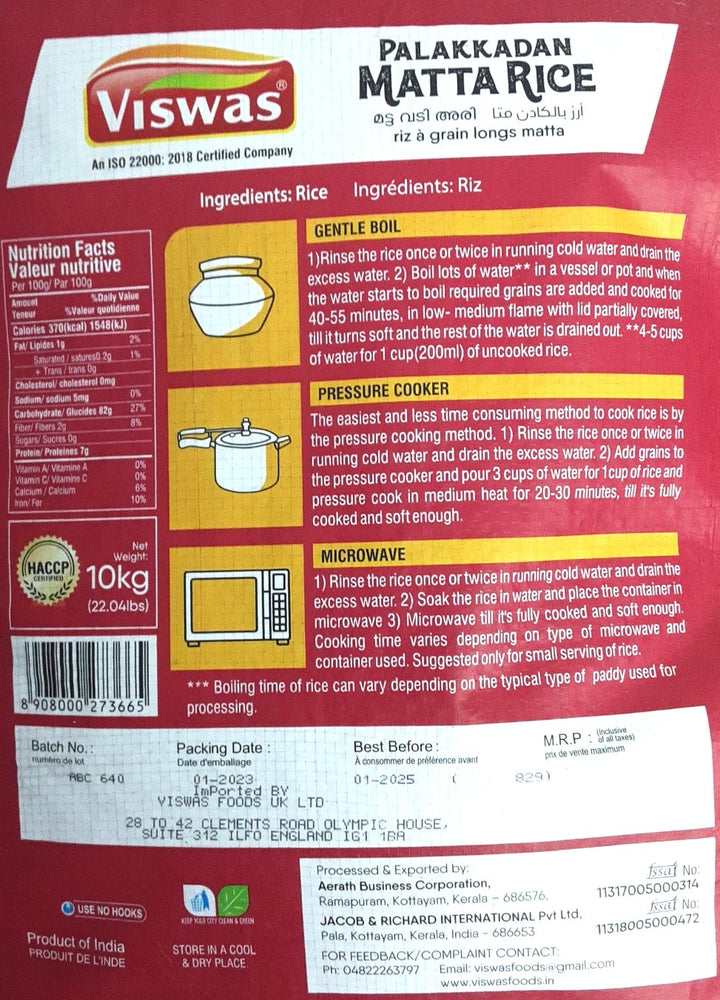 VISWAS®
An ISO 22000: 2018 Certified Company
PALAKKADAN
MATTA RICE
മട്ട വടി അരി أرز بالكادن متا
riz à grain longs matta
Ingredients: Rice Ingrédients: Riz
Nutrition Facts
Valeur nutritive
Per 100g/ Par 100g
Amount %Daily Value
Teneur %Valeur quotidienne
Calories 370(kcal) 1548(kJ)
Fat/ Lipides 1g 2%
Saturated / satures0.2g 1%
+ Trans / trans 0g
Cholesterol/ cholesterol 0mg
Sodium/ sodium 5mg 0%
Carbohydrate/ Glucides 82g 27%
Fiber/ Fibers 2g 8%
Sugars/ Sucres 0g
Protein/ Proteines 7g
Vitamin A/ Vitamine A 0%
Vitamin C/ Vitamine C 0%
Calcium / Calcium 6%
Iron/ Fer 10%
HACCP
CERTIFIED
Net
Weight:
10kg
(22.04lbs)
8 908000 273665
GENTLE BOIL
1)Rinse the rice once or twice in running cold water and drain the
excess water. 2) Boil lots of water** in a vessel or pot and when
the water starts to boil required grains are added and cooked for
40-55 minutes, in low- medium flame with lid partially covered,
till it turns soft and the rest of the water is drained out. **4-5 cups
of water for 1 cup(200ml) of uncooked rice.
PRESSURE COOKER
The easiest and less time consuming method to cook rice is by
the pressure cooking method. 1) Rinse the rice once or twice in
running cold water and drain the excess water. 2) Add grains to
the pressure cooker and pour 3 cups of water for 1cup of rice and
pressure cook in medium heat for 20-30 minutes, till it's fully
cooked and soft enough.
MICROWAVE
1) Rinse the rice once or twice in running cold water and drain the
excess water. 2) Soak the rice in water and place the container in
microwave 3) Microwave till it's fully cooked and soft enough.
Cooking time varies depending on type of microwave and
container used. Suggested only for small serving of rice.
*** Boiling time of rice can vary depending on the typical type of paddy used for
processing.
Batch No.: Packing Date : Best Before: M.R.P : (inclusive of all taxes)
numéro de lot Date d'emballage À consommer de préférence avant prix de vente maximum
ABC 640 01-2023 01-2025 ( 829)
ImPorted BY
VISWAS FOODS UK LTD
28 TO 42 CLEMENTS ROAD OLYMPIC HOUSE,
SUITE 312 ILFO ENGLAND IG1 1BA
USE NO HOOKS
KEEP YOUR CITY CLEAN & GREEN
Product of India
PRODUIT DE L'INDE
STORE IN A COOL
& DRY PLACE
Processed & Exported by:
Aerath Business Corporation,
Ramapuram, Kottayam, Kerala – 686576.
JACOB & RICHARD INTERNATIONAL Pvt Ltd,
Pala, Kottayam, Kerala, India - 686653
fssai No:
11317005000314
fssai No:
11318005000472
FOR FEEDBACK/COMPLAINT CONTACT:
Ph: 04822263797 Email: viswasfoods@gmail.com
www.viswasfoods.in